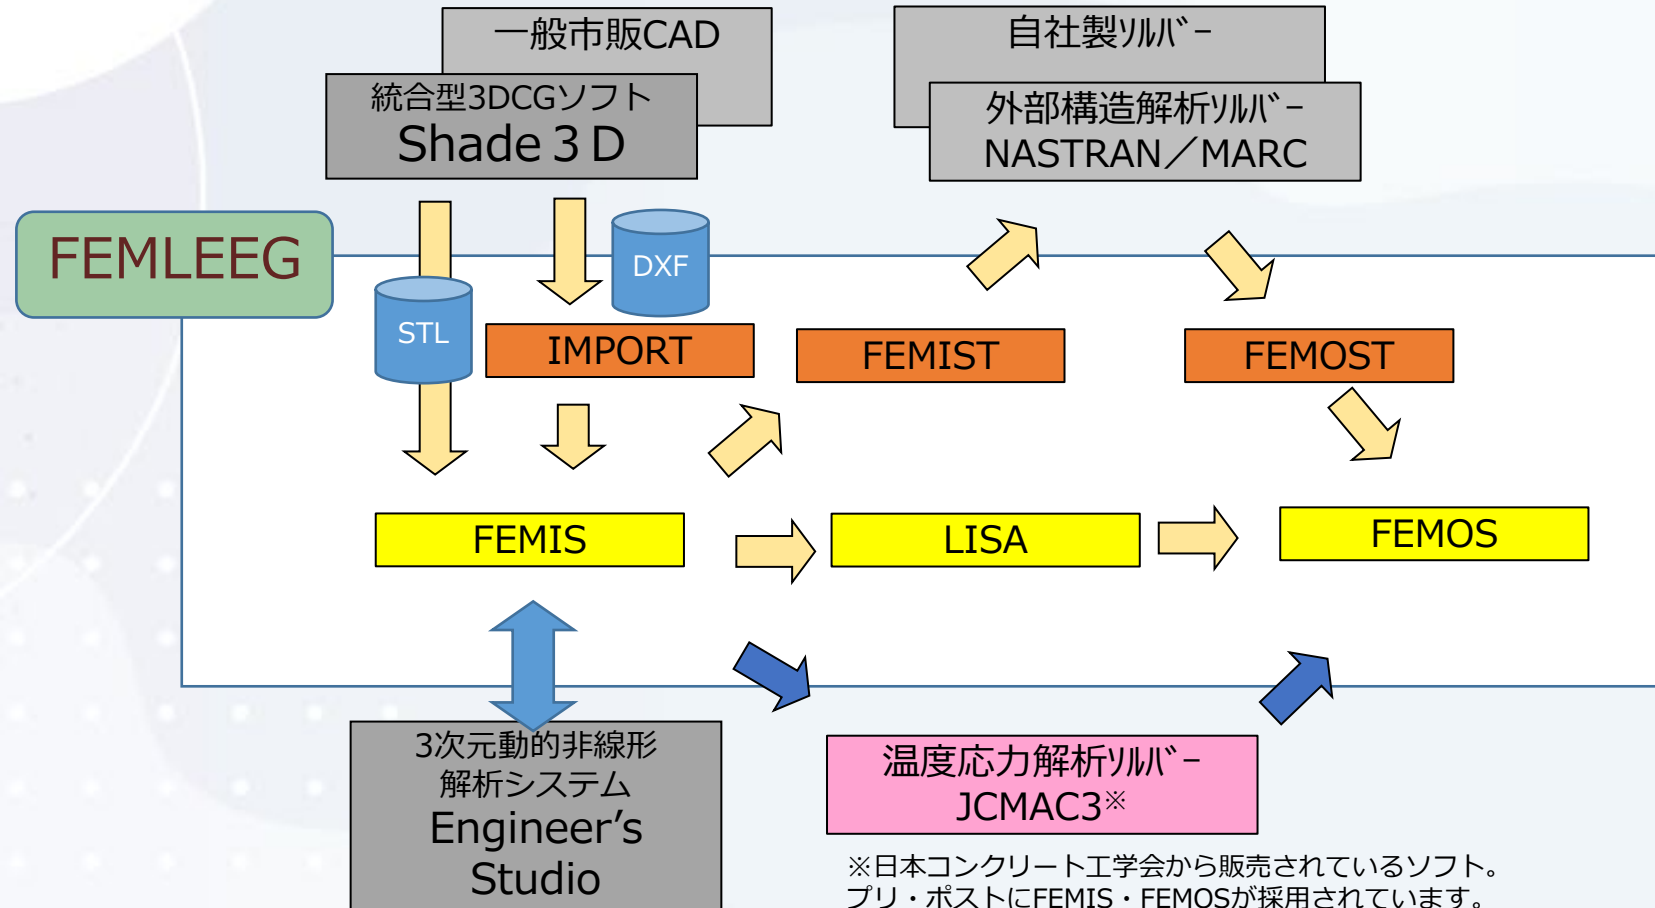 一般市販CAD
統合型3DCGソフト
Shade 3 D
自社製ｿﾙﾊﾞｰ
外部構造解析ｿﾙﾊﾞｰ
NASTRAN／MARC
FEMLEEG
DXF
STL
IMPORT
FEMIST
FEMOST
FEMIS
LISA
FEMOS
3次元動的非線形
解析システム
Engineer’s
Studio
温度応力解析ｿﾙﾊﾞｰ
JCMAC3※
※日本コンクリート工学会から販売されているソフト。
プリ・ポストにFEMIS・FEMOSが採用されています。